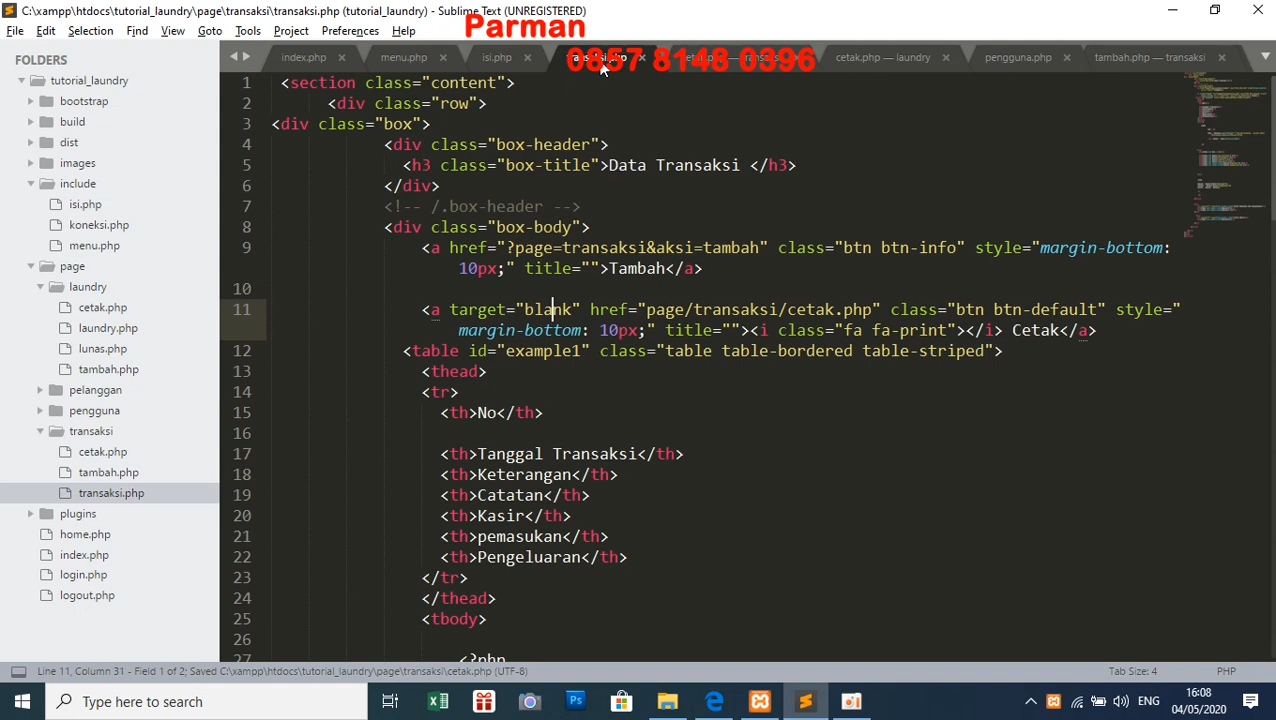 C:\xampp\htdocs\tutorial_laundry\page\transaksi\transaksi.php (tutorial_laundry) - Sublime Text (UNREGISTERED)
Parman
File Edit Selection Find View Goto Tools Project Preferences Help
0857 8148 0396
index.php menu.php isi.php cetak.php — laundry pengguna.php tambah.php — transaksi
FOLDERS
tutorial_laundry
bootstrap
build
dist
images
include
isi.php
koneksi.php
menu.php
page
laundry
cetak.php
laundry.php
lunas.php
tambah.php
pelanggan
pengguna
transaksi
cetak.php
tambah.php
transaksi.php
plugins
home.php
index.php
login.php
logout.php
1 <section class="content">
2 <div class="row">
3 <div class="box">
4 <div class="box-header">
5 <h3 class="box-title">Data Transaksi </h3>
6 </div>
7 <!-- /.box-header -->
8 <div class="box-body">
9 <a href="?page=transaksi&aksi=tambah" class="btn btn-info" style="margin-bottom:
10px;" title="">Tambah</a>
10
11 <a target="blank" href="page/transaksi/cetak.php" class="btn btn-default" style="
margin-bottom: 10px;" title=""><i class="fa fa-print"></i> Cetak</a>
12 <table id="example1" class="table table-bordered table-striped">
13 <thead>
14 <tr>
15 <th>No</th>
16
17 <th>Tanggal Transaksi</th>
18 <th>Keterangan</th>
19 <th>Catatan</th>
20 <th>Kasir</th>
21 <th>pemasukan</th>
22 <th>Pengeluaran</th>
23 </tr>
24 </thead>
25 <tbody>
26
27 <?php
Line 11, Column 31 - Field 1 of 2; Saved C:\xampp\htdocs\tutorial_laundry\page\transaksi\cetak.php (UTF-8) Tab Size: 4 PHP
Type here to search
ENG
16:08
04/05/2020